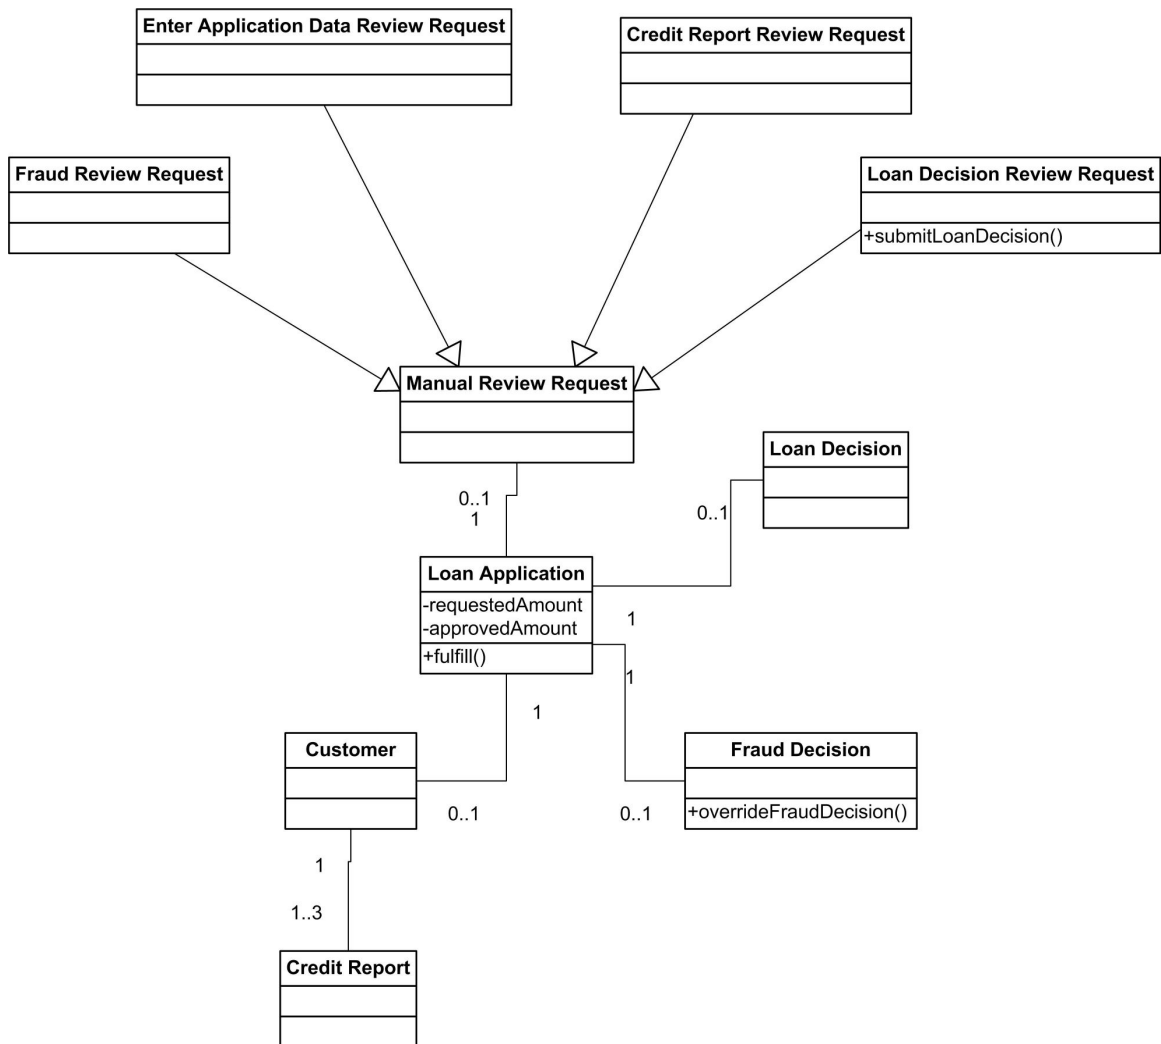 Enter Application Data Review Request
Credit Report Review Request
Fraud Review Request
Loan Decision Review Request
+submitLoanDecision()
Manual Review Request
Loan Decision
0..1
1
0..1
Loan Application
-requestedAmount
-approvedAmount
+fulfill()
1
1
1
Customer
Fraud Decision
+overrideFraudDecision()
0..1
0..1
1
1..3
Credit Report